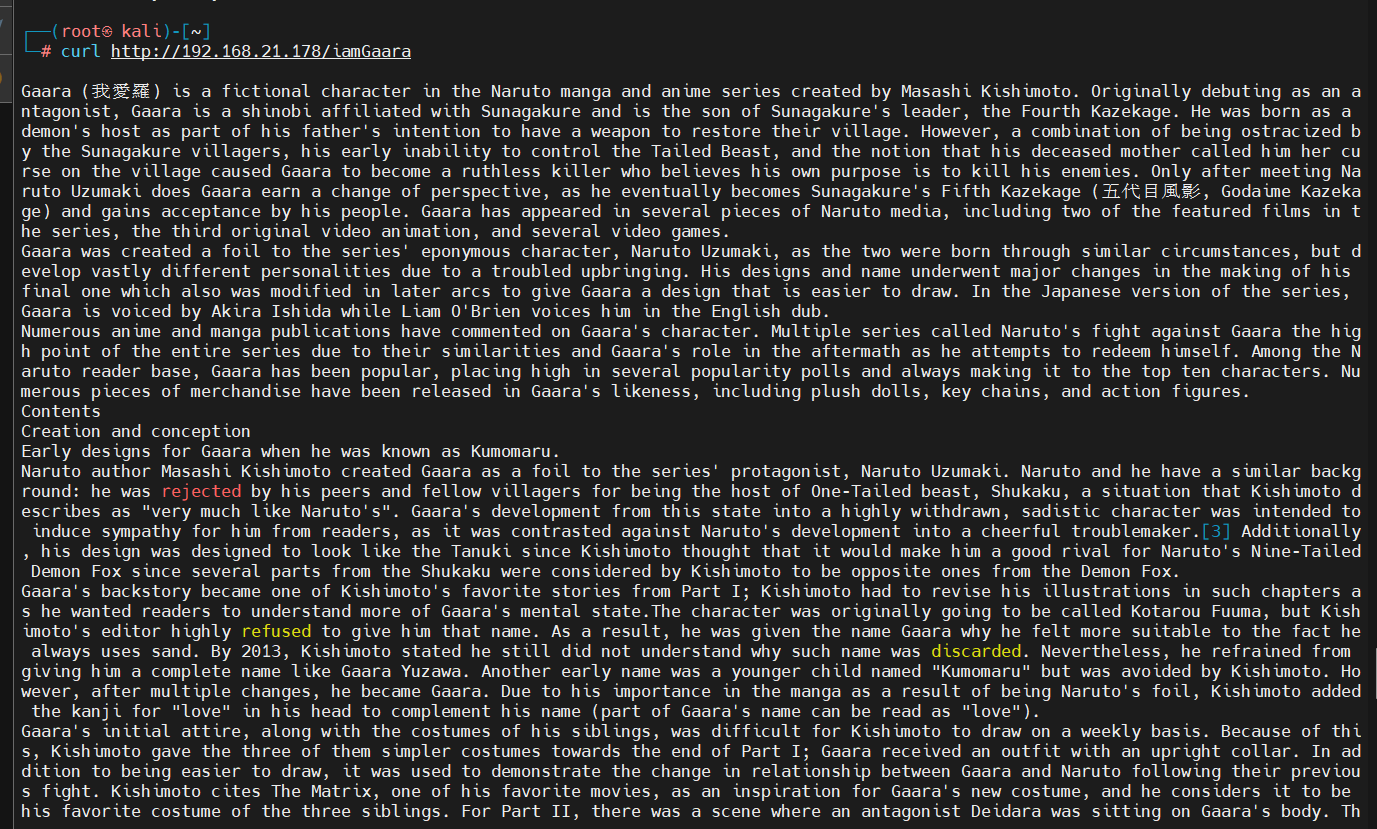 ┌──(root㉿ kali)-[~]
└─# curl http://192.168.21.178/iamGaara
Gaara (我愛羅) is a fictional character in the Naruto manga and anime series created by Masashi Kishimoto. Originally debuting as an a
ntagonist, Gaara is a shinobi affiliated with Sunagakure and is the son of Sunagakure's leader, the Fourth Kazekage. He was born as a
demon's host as part of his father's intention to have a weapon to restore their village. However, a combination of being ostracized b
y the Sunagakure villagers, his early inability to control the Tailed Beast, and the notion that his deceased mother called him her cu
rse on the village caused Gaara to become a ruthless killer who believes his own purpose is to kill his enemies. Only after meeting Na
ruto Uzumaki does Gaara earn a change of perspective, as he eventually becomes Sunagakure's Fifth Kazekage (五代目風影, Godaime Kazeka
ge) and gains acceptance by his people. Gaara has appeared in several pieces of Naruto media, including two of the featured films in t
he series, the third original video animation, and several video games.
Gaara was created a foil to the series' eponymous character, Naruto Uzumaki, as the two were born through similar circumstances, but d
evelop vastly different personalities due to a troubled upbringing. His designs and name underwent major changes in the making of his
final one which also was modified in later arcs to give Gaara a design that is easier to draw. In the Japanese version of the series,
Gaara is voiced by Akira Ishida while Liam O'Brien voices him in the English dub.
Numerous anime and manga publications have commented on Gaara's character. Multiple series called Naruto's fight against Gaara the hig
h point of the entire series due to their similarities and Gaara's role in the aftermath as he attempts to redeem himself. Among the N
aruto reader base, Gaara has been popular, placing high in several popularity polls and always making it to the top ten characters. Nu
merous pieces of merchandise have been released in Gaara's likeness, including plush dolls, key chains, and action figures.
Contents
Creation and conception
Early designs for Gaara when he was known as Kumomaru.
Naruto author Masashi Kishimoto created Gaara as a foil to the series' protagonist, Naruto Uzumaki. Naruto and he have a similar backg
round: he was rejected by his peers and fellow villagers for being the host of One-Tailed beast, Shukaku, a situation that Kishimoto d
escribes as "very much like Naruto's". Gaara's development from this state into a highly withdrawn, sadistic character was intended to
induce sympathy for him from readers, as it was contrasted against Naruto's development into a cheerful troublemaker.[3] Additionally
, his design was designed to look like the Tanuki since Kishimoto thought that it would make him a good rival for Naruto's Nine-Tailed
Demon Fox since several parts from the Shukaku were considered by Kishimoto to be opposite ones from the Demon Fox.
Gaara's backstory became one of Kishimoto's favorite stories from Part I; Kishimoto had to revise his illustrations in such chapters a
s he wanted readers to understand more of Gaara's mental state.The character was originally going to be called Kotarou Fuuma, but Kish
imoto's editor highly refused to give him that name. As a result, he was given the name Gaara why he felt more suitable to the fact he
always uses sand. By 2013, Kishimoto stated he still did not understand why such name was discarded. Nevertheless, he refrained from
giving him a complete name like Gaara Yuzawa. Another early name was a younger child named "Kumomaru" but was avoided by Kishimoto. Ho
wever, after multiple changes, he became Gaara. Due to his importance in the manga as a result of being Naruto's foil, Kishimoto added
the kanji for "love" in his head to complement his name (part of Gaara's name can be read as "love").
Gaara's initial attire, along with the costumes of his siblings, was difficult for Kishimoto to draw on a weekly basis. Because of thi
s, Kishimoto gave the three of them simpler costumes towards the end of Part I; Gaara received an outfit with an upright collar. In ad
dition to being easier to draw, it was used to demonstrate the change in relationship between Gaara and Naruto following their previou
s fight. Kishimoto cites The Matrix, one of his favorite movies, as an inspiration for Gaara's new costume, and he considers it to be
his favorite costume of the three siblings. For Part II, there was a scene where an antagonist Deidara was sitting on Gaara's body. Th